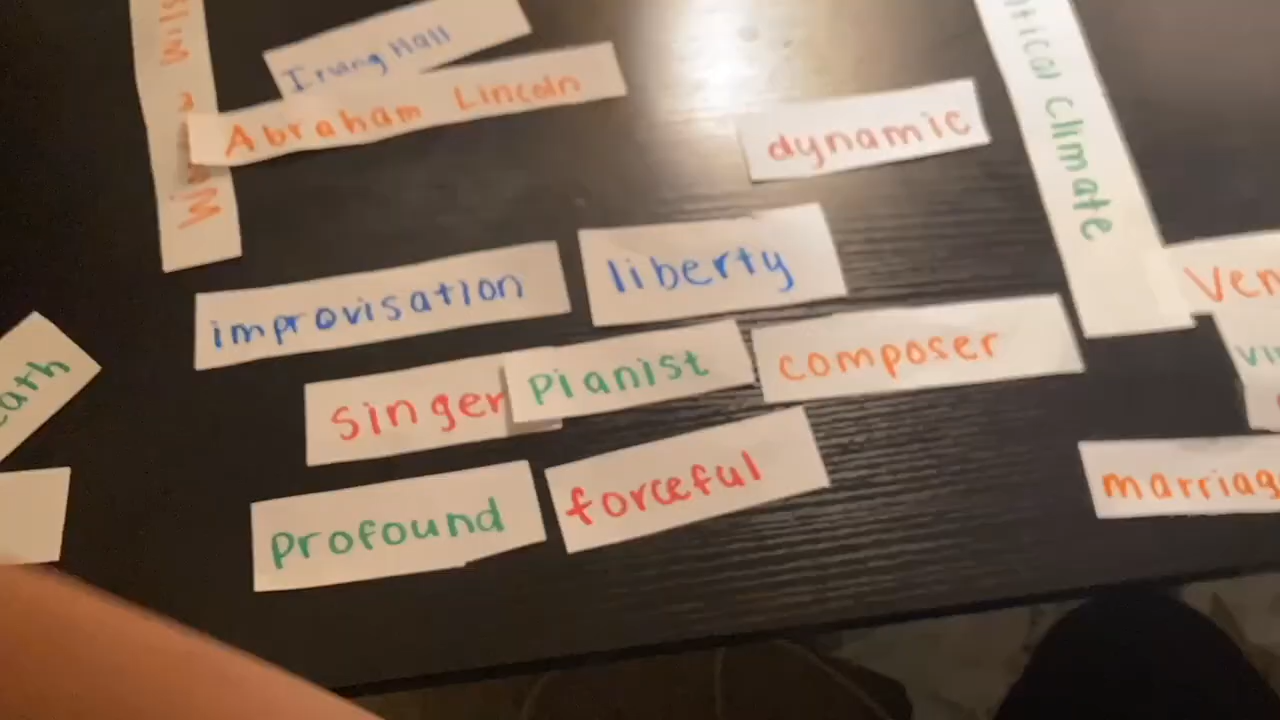 Irving Hall
Abraham Lincoln
dynamic
Climate
improvisation
liberty
singer
Pianist
composer
profound
forceful